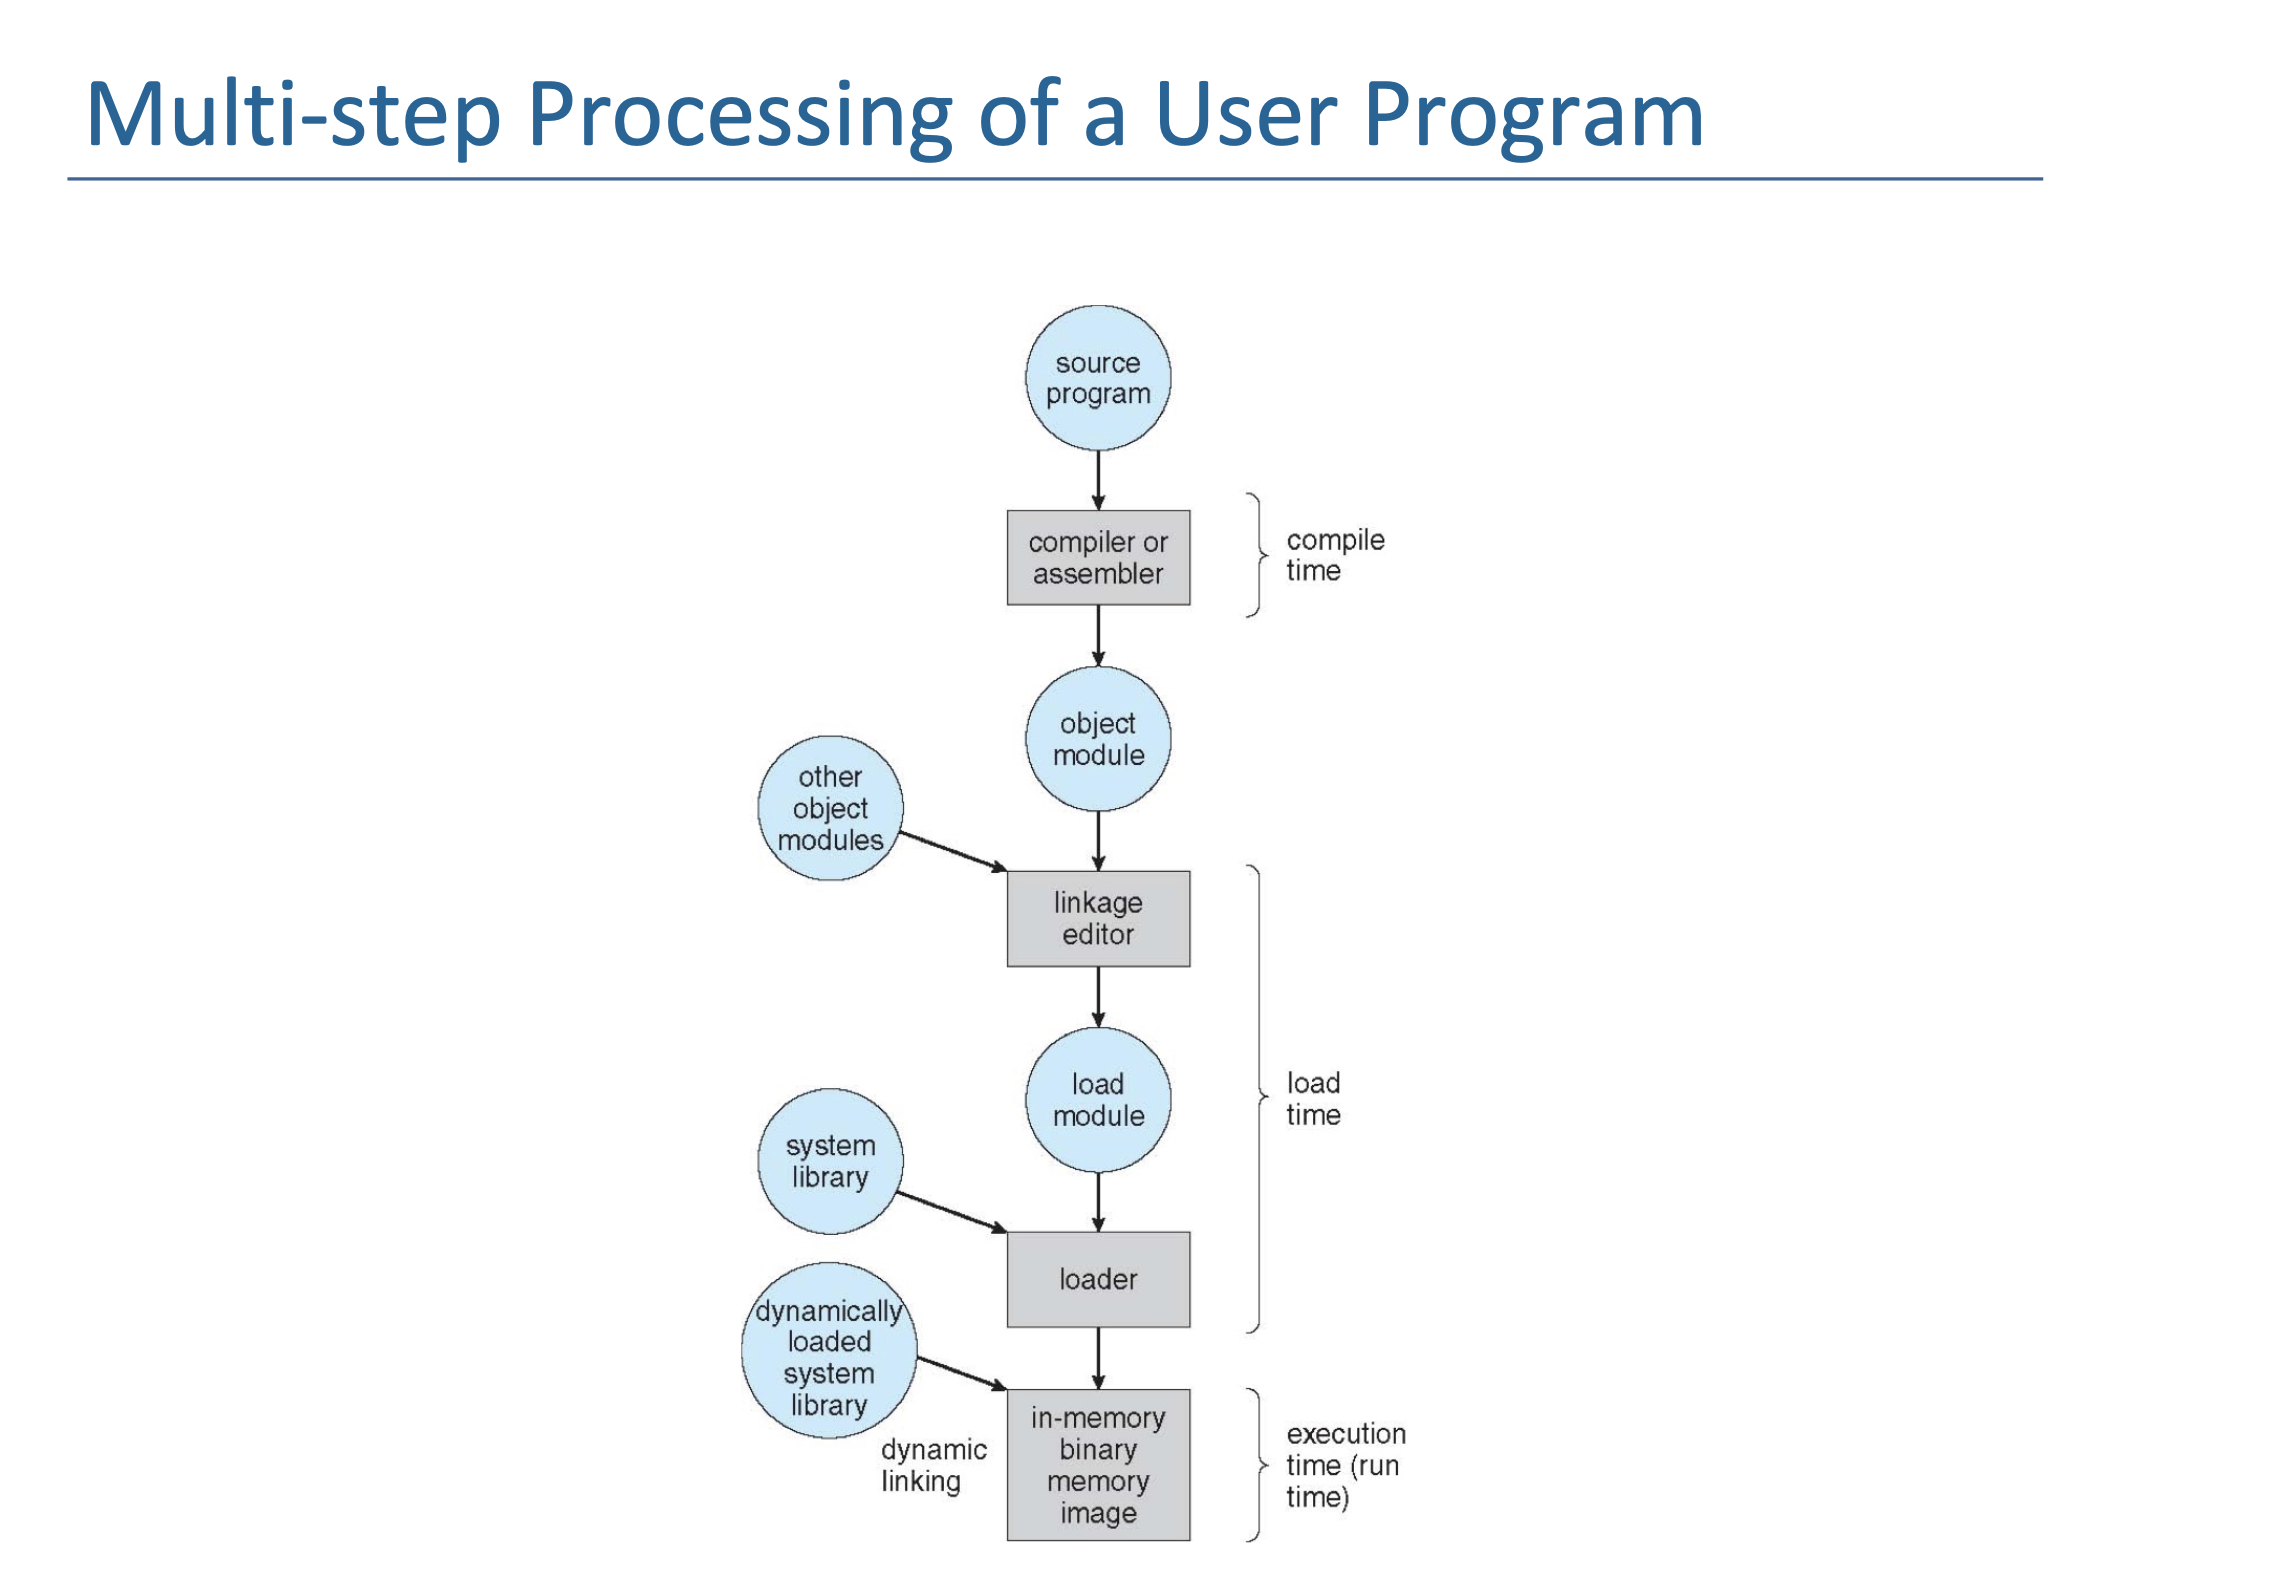 Multi-step Processing of a User Program
source
program
compiler or
assembler
compile
time
object
module
other
object
modules
linkage
editor
load
module
load
time
system
library
loader
dynamically
loaded
system
library
dynamic
linking
in-memory
binary
memory
image
execution
time (run
time)